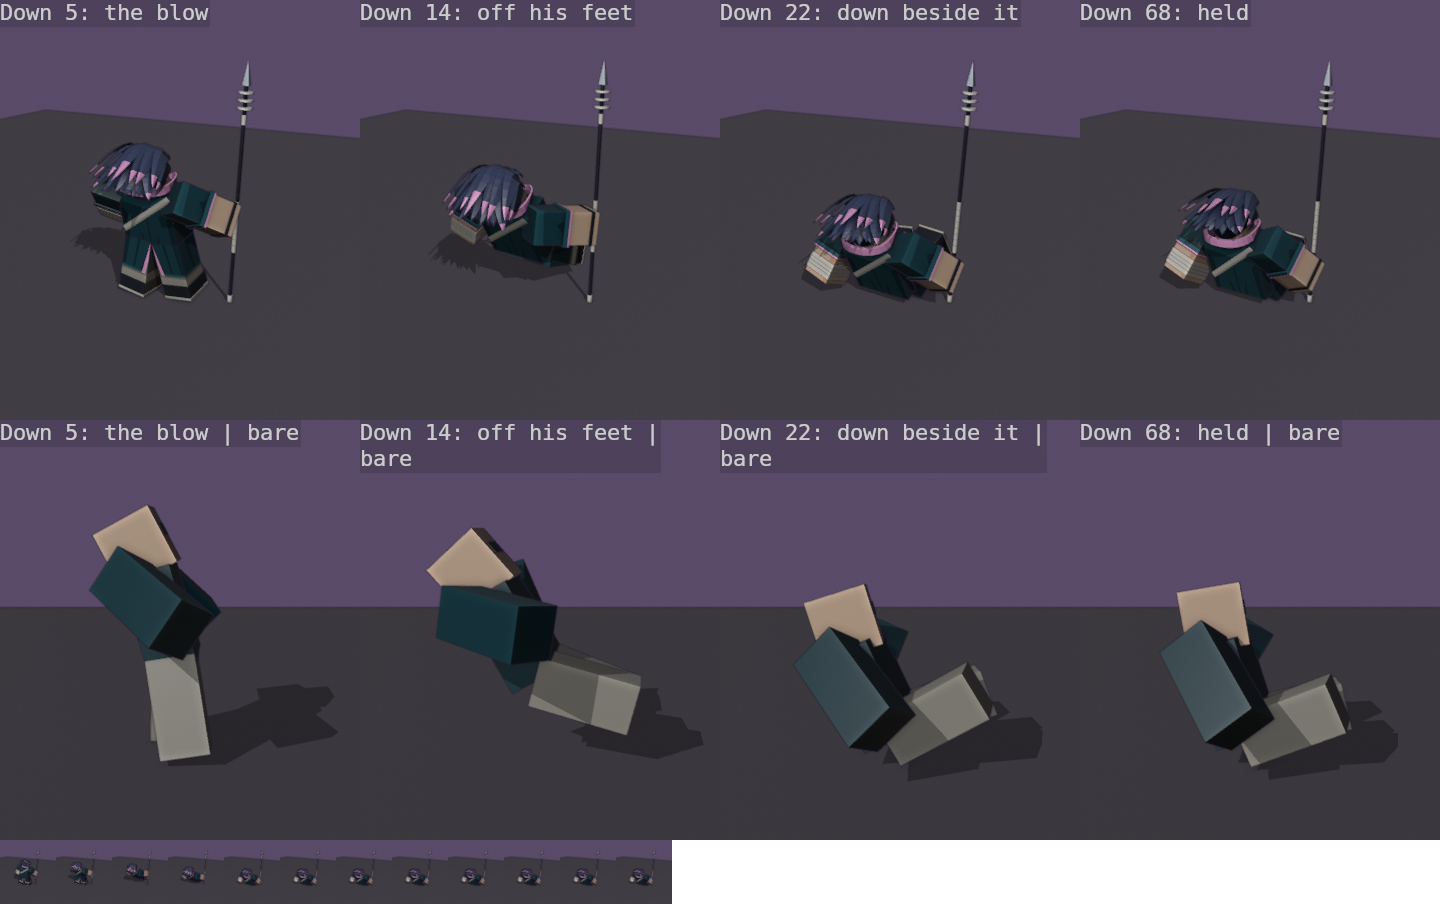 Down 5: the blow
Down 14: off his feet
Down 22: down beside it
Down 68: held
Down 5: the blow | bare
Down 14: off his feet |
bare
Down 22: down beside it |
bare
Down 68: held | bare